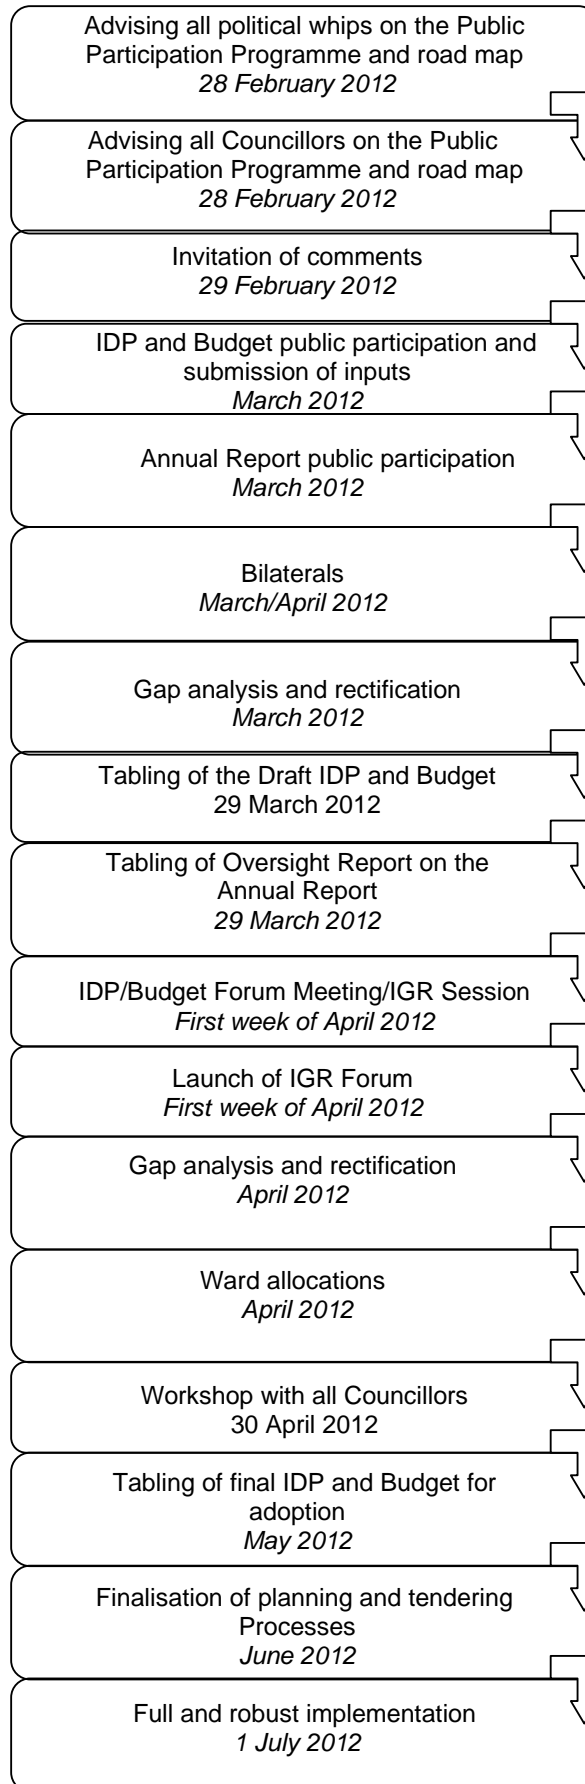 Advising all political whips on the Public
Participation Programme and road map
28 February 2012
Advising all Councillors on the Public
Participation Programme and road map
28 February 2012
Invitation of comments
29 February 2012
IDP and Budget public participation and
submission of inputs
March 2012
Annual Report public participation
March 2012
Bilaterals
March/April 2012
Gap analysis and rectification
March 2012
Tabling of the Draft IDP and Budget
29 March 2012
Tabling of Oversight Report on the
Annual Report
29 March 2012
IDP/Budget Forum Meeting/IGR Session
First week of April 2012
Launch of IGR Forum
First week of April 2012
Gap analysis and rectification
April 2012
Ward allocations
April 2012
Workshop with all Councillors
30 April 2012
Tabling of final IDP and Budget for
adoption
May 2012
Finalisation of planning and tendering
Processes
June 2012
Full and robust implementation
1 July 2012